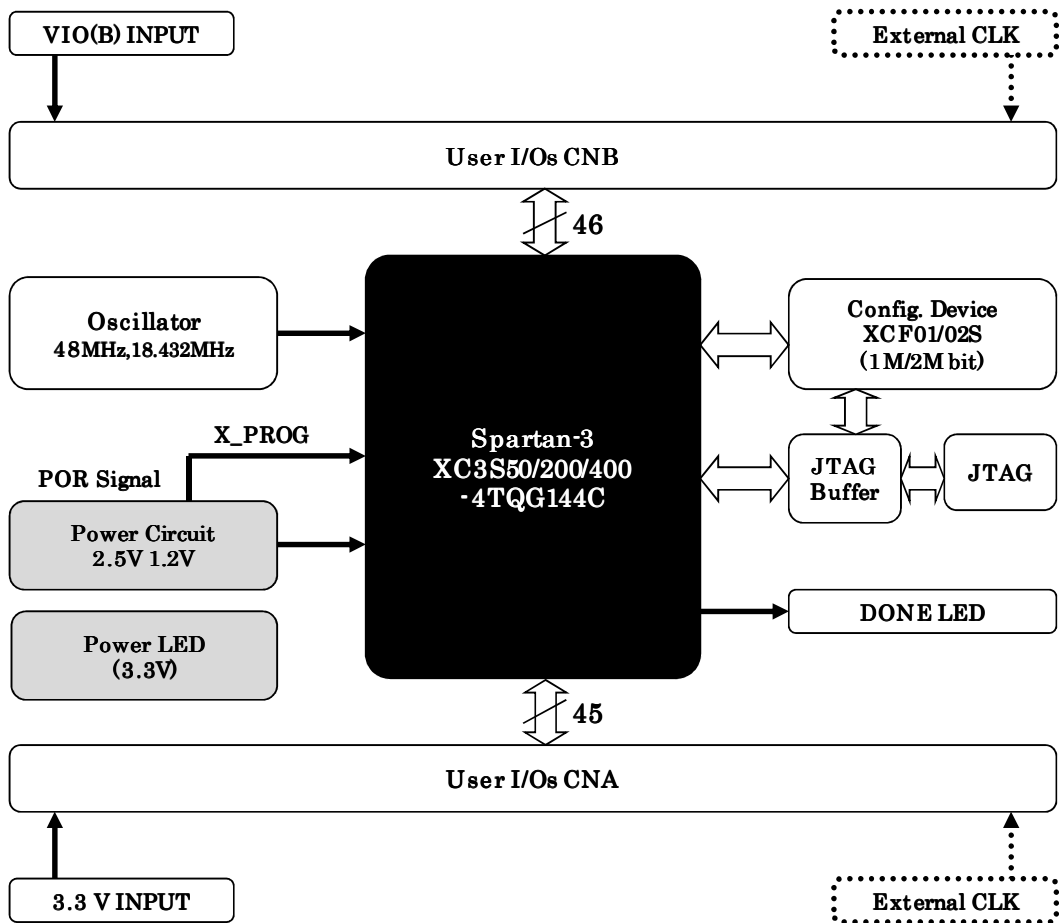 VIO(B) INPUT
External CLK
User I/Os CNB
46
Oscillator
48MHz,18.432MHz
Config. Device
XCF01/02S
(1M/2M bit)
X_PROG
POR Signal
Spartan-3
XC3S50/200/400
-4TQG144C
JTAG
Buffer
JTAG
Power Circuit
2.5V 1.2V
DONE LED
Power LED
(3.3V)
45
User I/Os CNA
3.3 V INPUT
External CLK